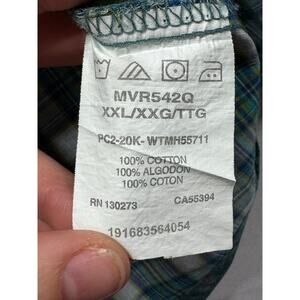 MVR542Q
XXL/XXG/TTG
PC2-20K- WTMH55711
100% COTTON
100% ALGODON
100% COTON
RN 130273 CA55394
191683564054